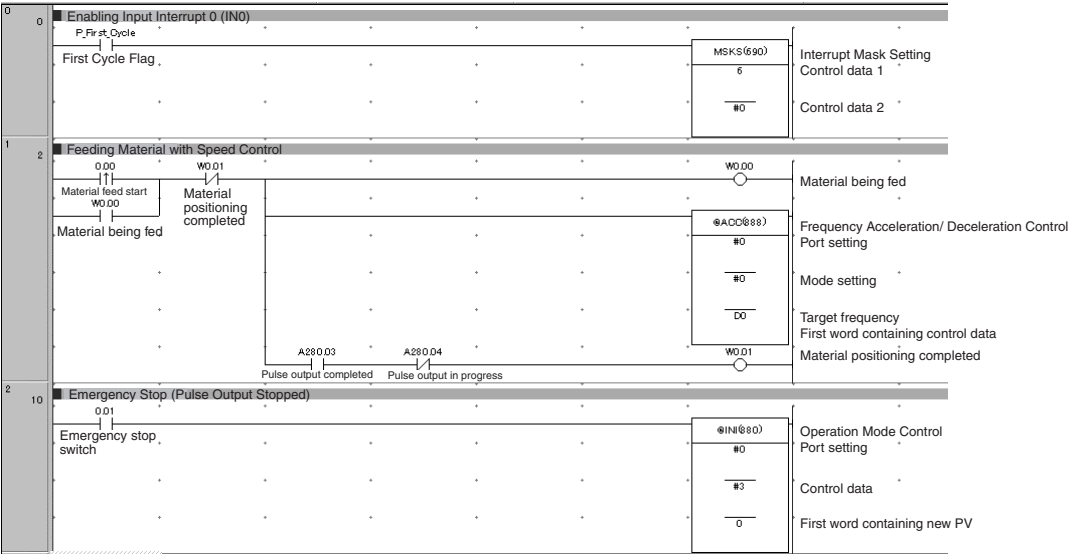 0
0
Enabling Input Interrupt 0 (IN0)
P_First_Cycle
First Cycle Flag
MSKS(690)
Interrupt Mask Setting
6
Control data 1
#0
Control data 2
1
2
Feeding Material with Speed Control
0.00
W0.01
W0.00
Material feed start
Material
positioning
completed
Material being fed
W0.00
Material being fed
@ACC(888)
Frequency Acceleration/ Deceleration Control
#0
Port setting
#0
Mode setting
D0
Target frequency
First word containing control data
A280.03
A280.04
W0.01
Pulse output completed
Pulse output in progress
Material positioning completed
2
10
Emergency Stop (Pulse Output Stopped)
0.01
Emergency stop
switch
@INI(880)
Operation Mode Control
#0
Port setting
#3
Control data
0
First word containing new PV